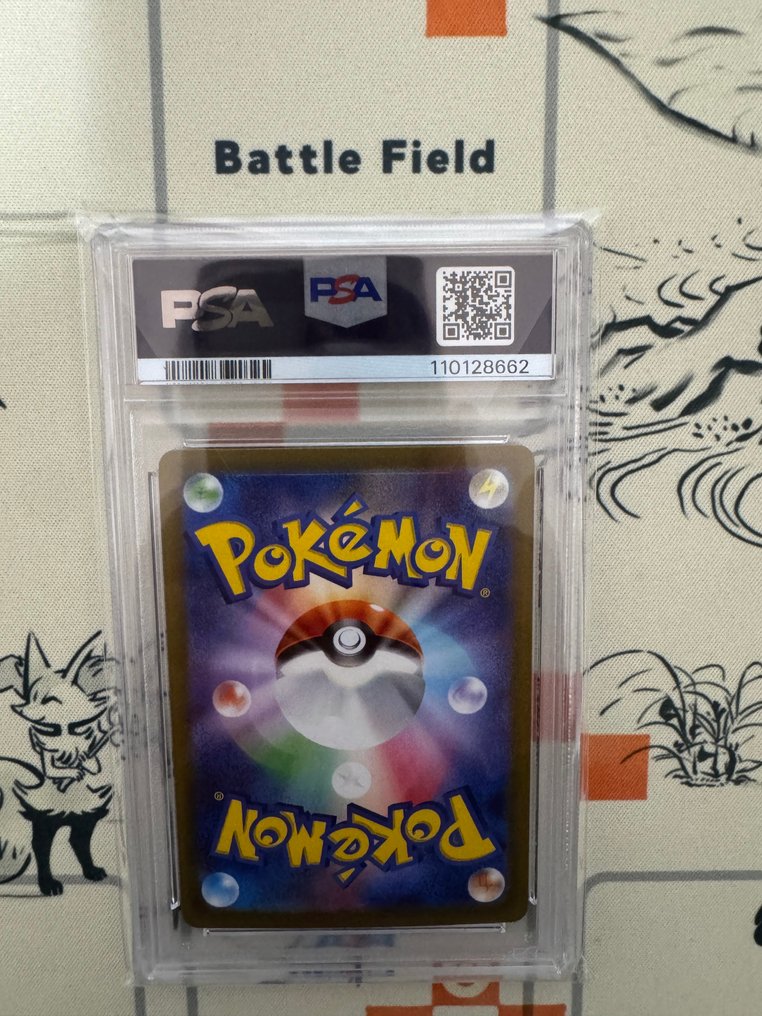 Battle Field
PSA PSA
110128662
POKéMON®
POKéMON®